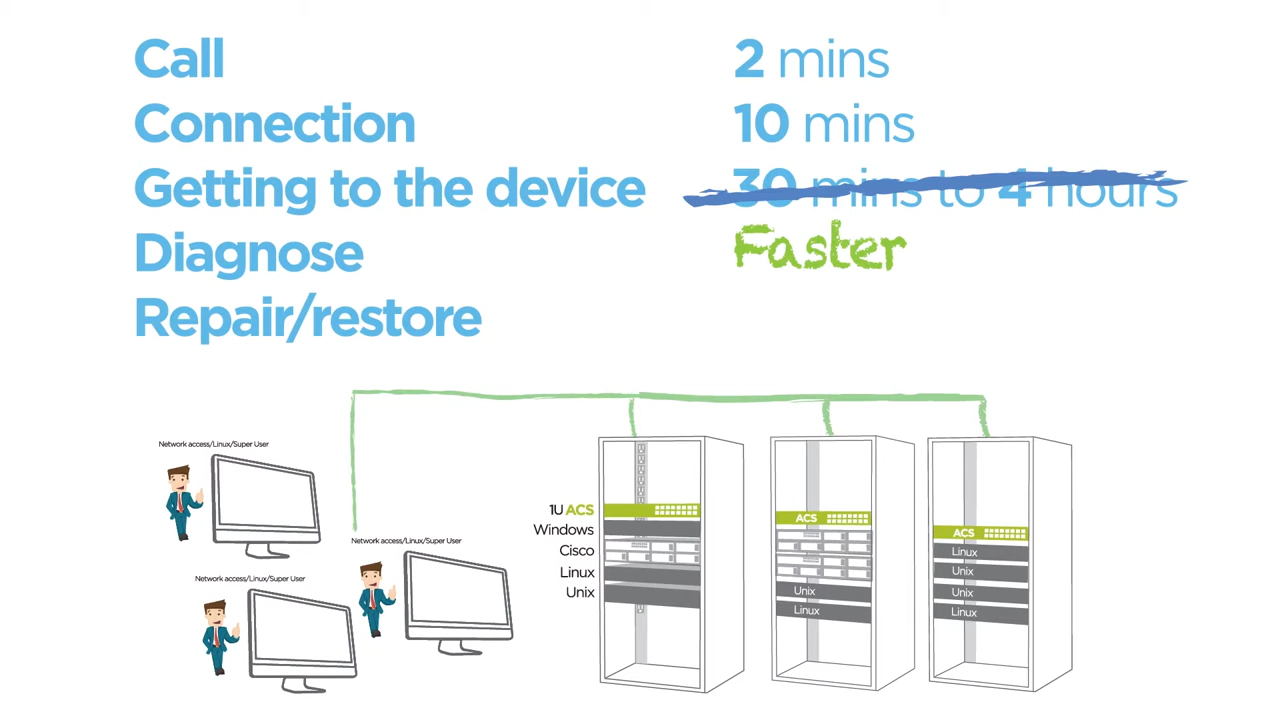 Call 2 mins
Connection 10 mins
Getting to the device 30 mins to 4 hours
Diagnose Faster
Repair/restore
Network access/Linux/Super User
Network access/Linux/Super User
Network access/Linux/Super User
1U ACS
Windows
Cisco
Linux
Unix
ACS
Unix
Linux
ACS
Linux
Unix
Unix
Linux